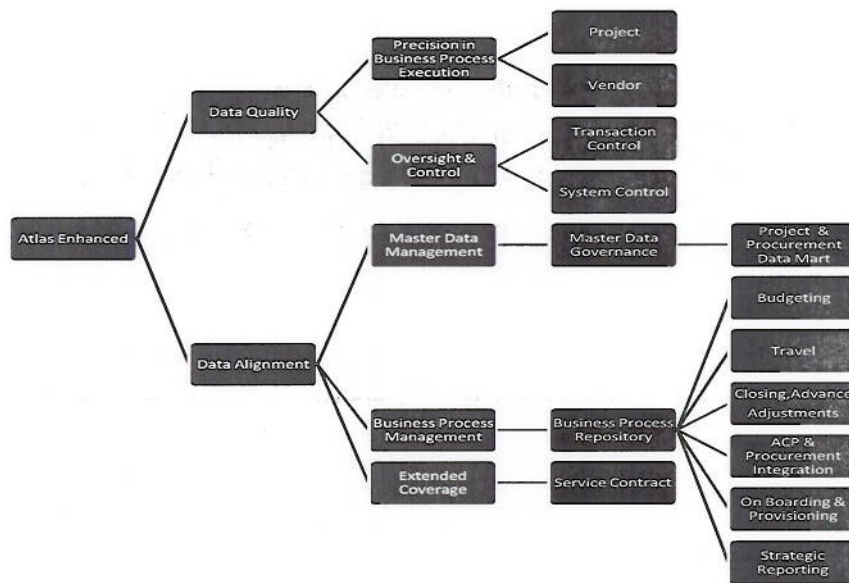 Atlas Enhanced
Data Quality
Precision in
Business Process
Execution
Project
Vendor
Oversight &
Control
Transaction
Control
System Control
Data Alignment
Master Data
Management
Master Data
Governance
Project &
Procurement
Data Mart
Business Process
Management
Business Process
Repository
Budgeting
Travel
Closing,Advance
Adjustments
ACP &
Procurement
Integration
On Boarding &
Provisioning
Strategic
Reporting
Extended
Coverage
Service Contract